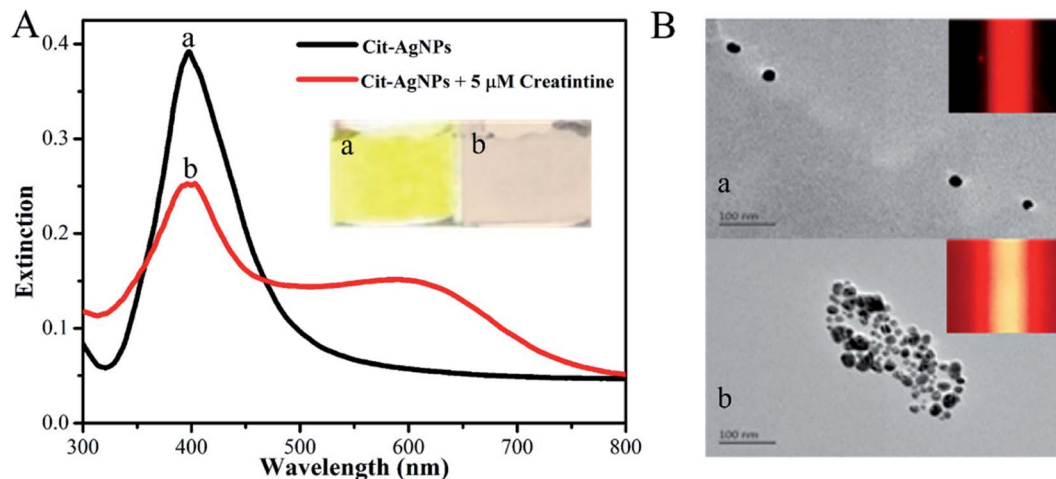 A
B
0.4
0.3
0.2
0.1
0.0
Extinction
300
400
500
600
700
800
Wavelength (nm)
a
b
Cit-AgNPs
Cit-AgNPs + 5 μM Creatintine
a
b
a
100 nm
b
100 nm